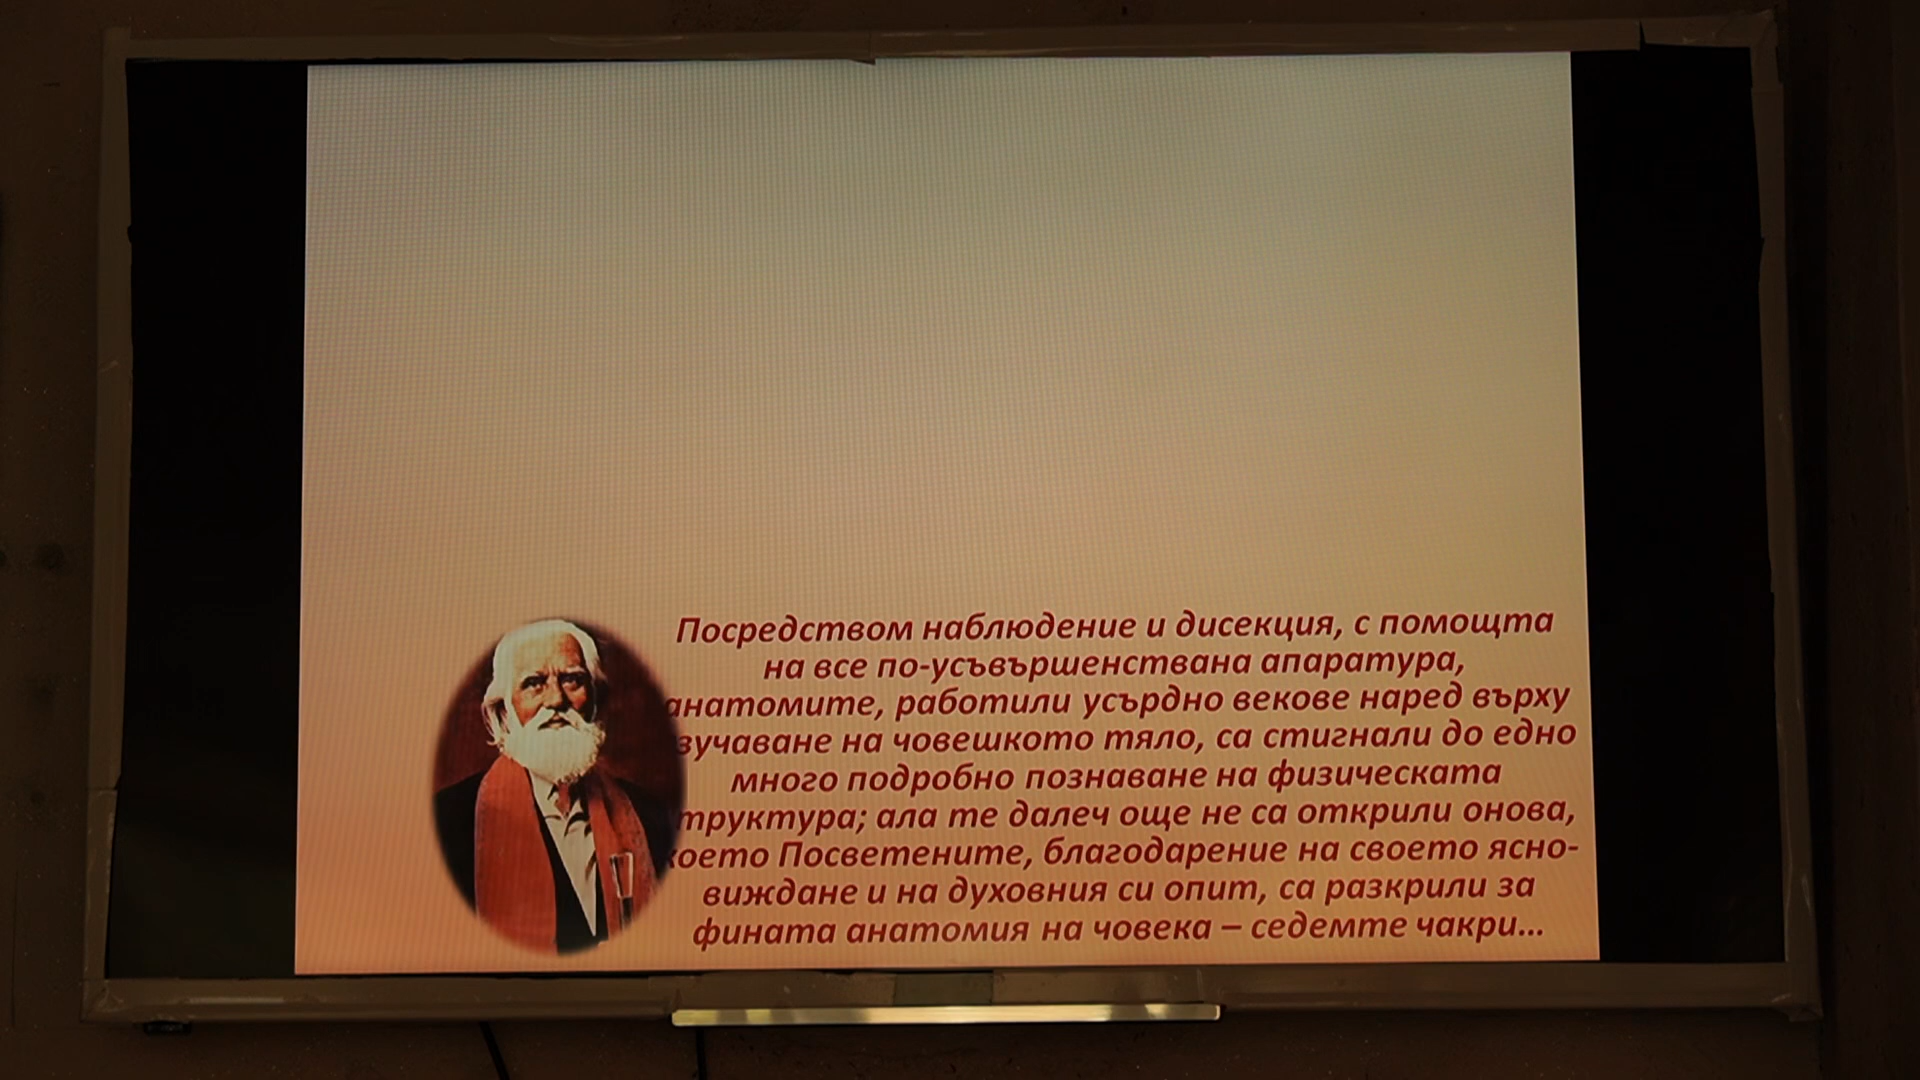 Посредством наблюдение и дисекция, с помощта
на все по-усъвършенствана апаратура,
анатомите, работили усърдно векове наред върху
зучаване на човешкото тяло, са стигнали до едно
много подробно познаване на физическата
труктура; ала те далеч още не са открили онова,
което Посветените, благодарение на своето ясно-
виждане и на духовния си опит, са разкрили за
фината анатомия на човека – седемте чакри...